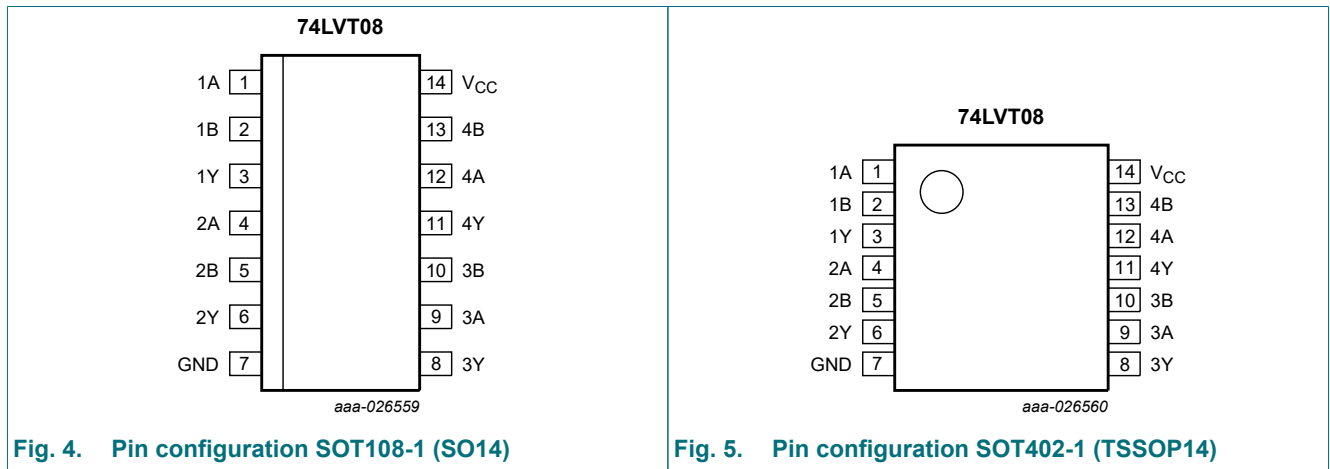 74LVT08
1A 1 14 VCC
1B 2 13 4B
1Y 3 12 4A
2A 4 11 4Y
2B 5 10 3B
2Y 6 9 3A
GND 7 8 3Y
aaa-026559
Fig. 4. Pin configuration SOT108-1 (SO14)
74LVT08
1A 1 14 VCC
1B 2 13 4B
1Y 3 12 4A
2A 4 11 4Y
2B 5 10 3B
2Y 6 9 3A
GND 7 8 3Y
aaa-026560
Fig. 5. Pin configuration SOT402-1 (TSSOP14)